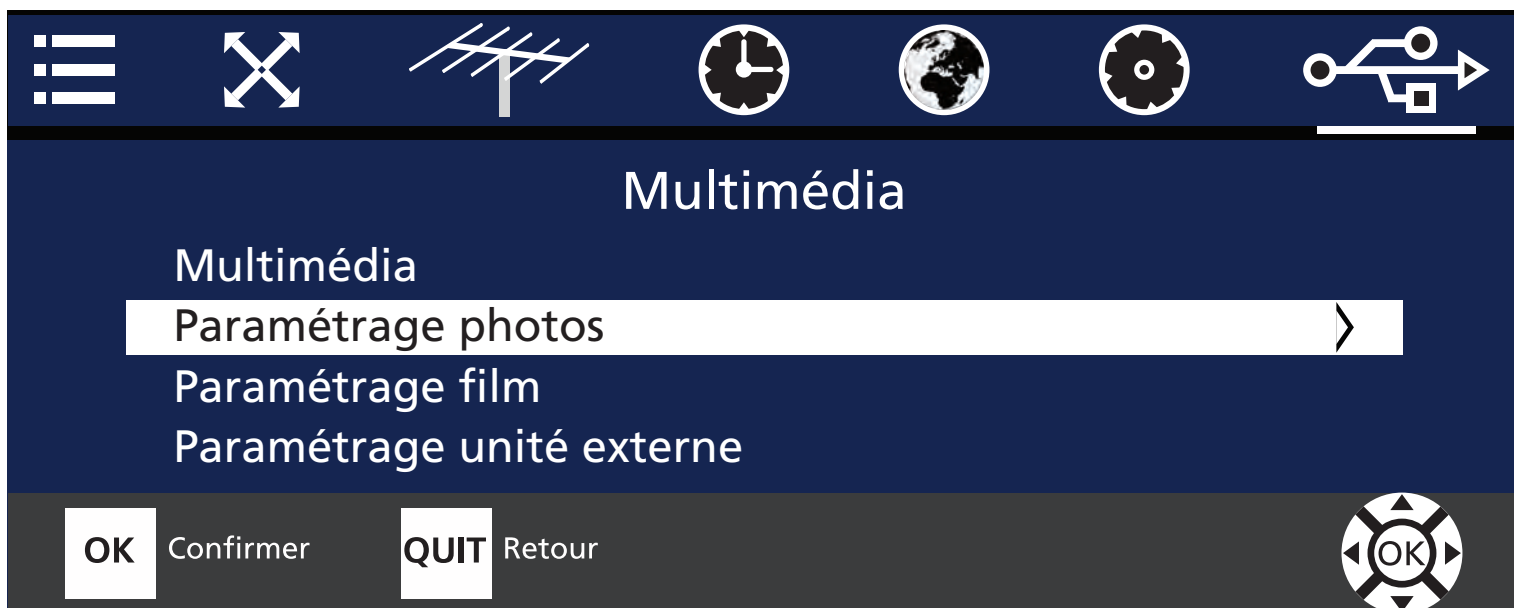 Multimédia
Multimédia
Paramétrage photos
Paramétrage film
Paramétrage unité externe
OK Confirmer QUIT Retour OK